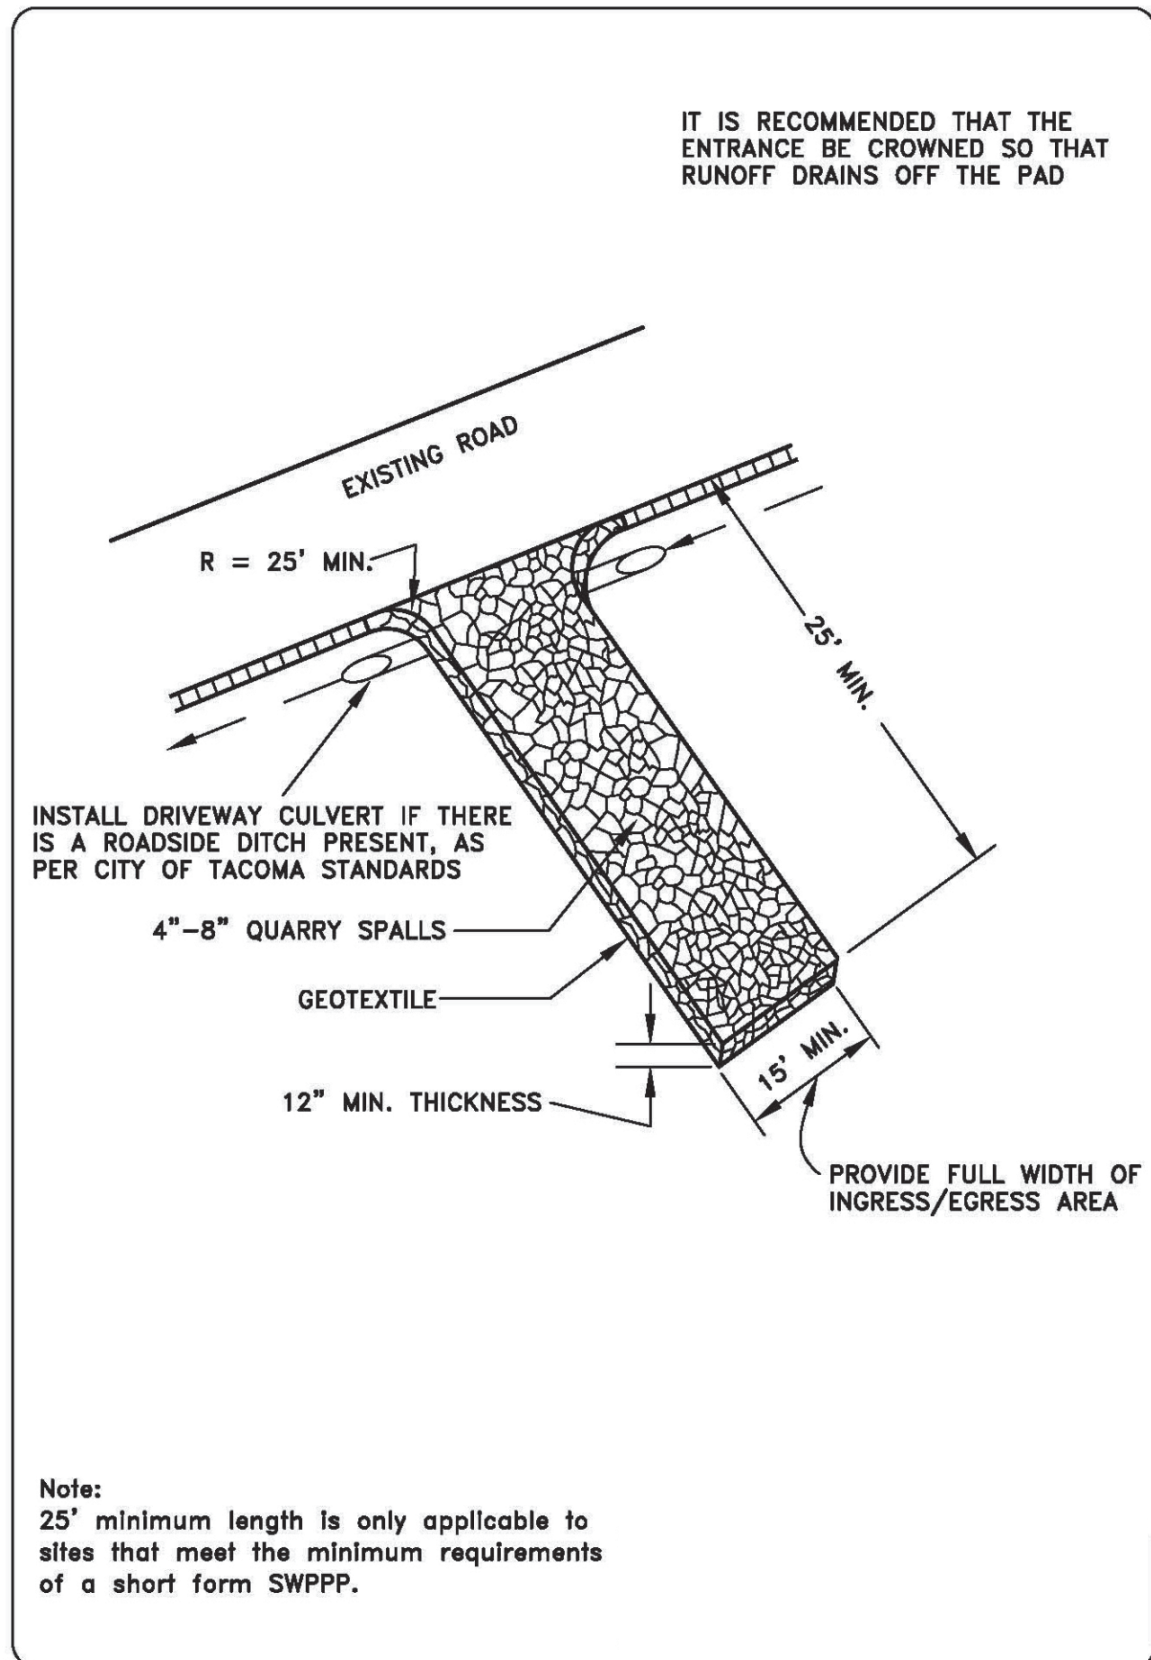 IT IS RECOMMENDED THAT THE
ENTRANCE BE CROWNED SO THAT
RUNOFF DRAINS OFF THE PAD
EXISTING ROAD
R = 25' MIN.
25' MIN.
INSTALL DRIVEWAY CULVERT IF THERE
IS A ROADSIDE DITCH PRESENT, AS
PER CITY OF TACOMA STANDARDS
4"-8" QUARRY SPALLS
GEOTEXTILE
12" MIN. THICKNESS
15' MIN.
PROVIDE FULL WIDTH OF
INGRESS/EGRESS AREA
Note:
25' minimum length is only applicable to
sites that meet the minimum requirements
of a short form SWPPP.